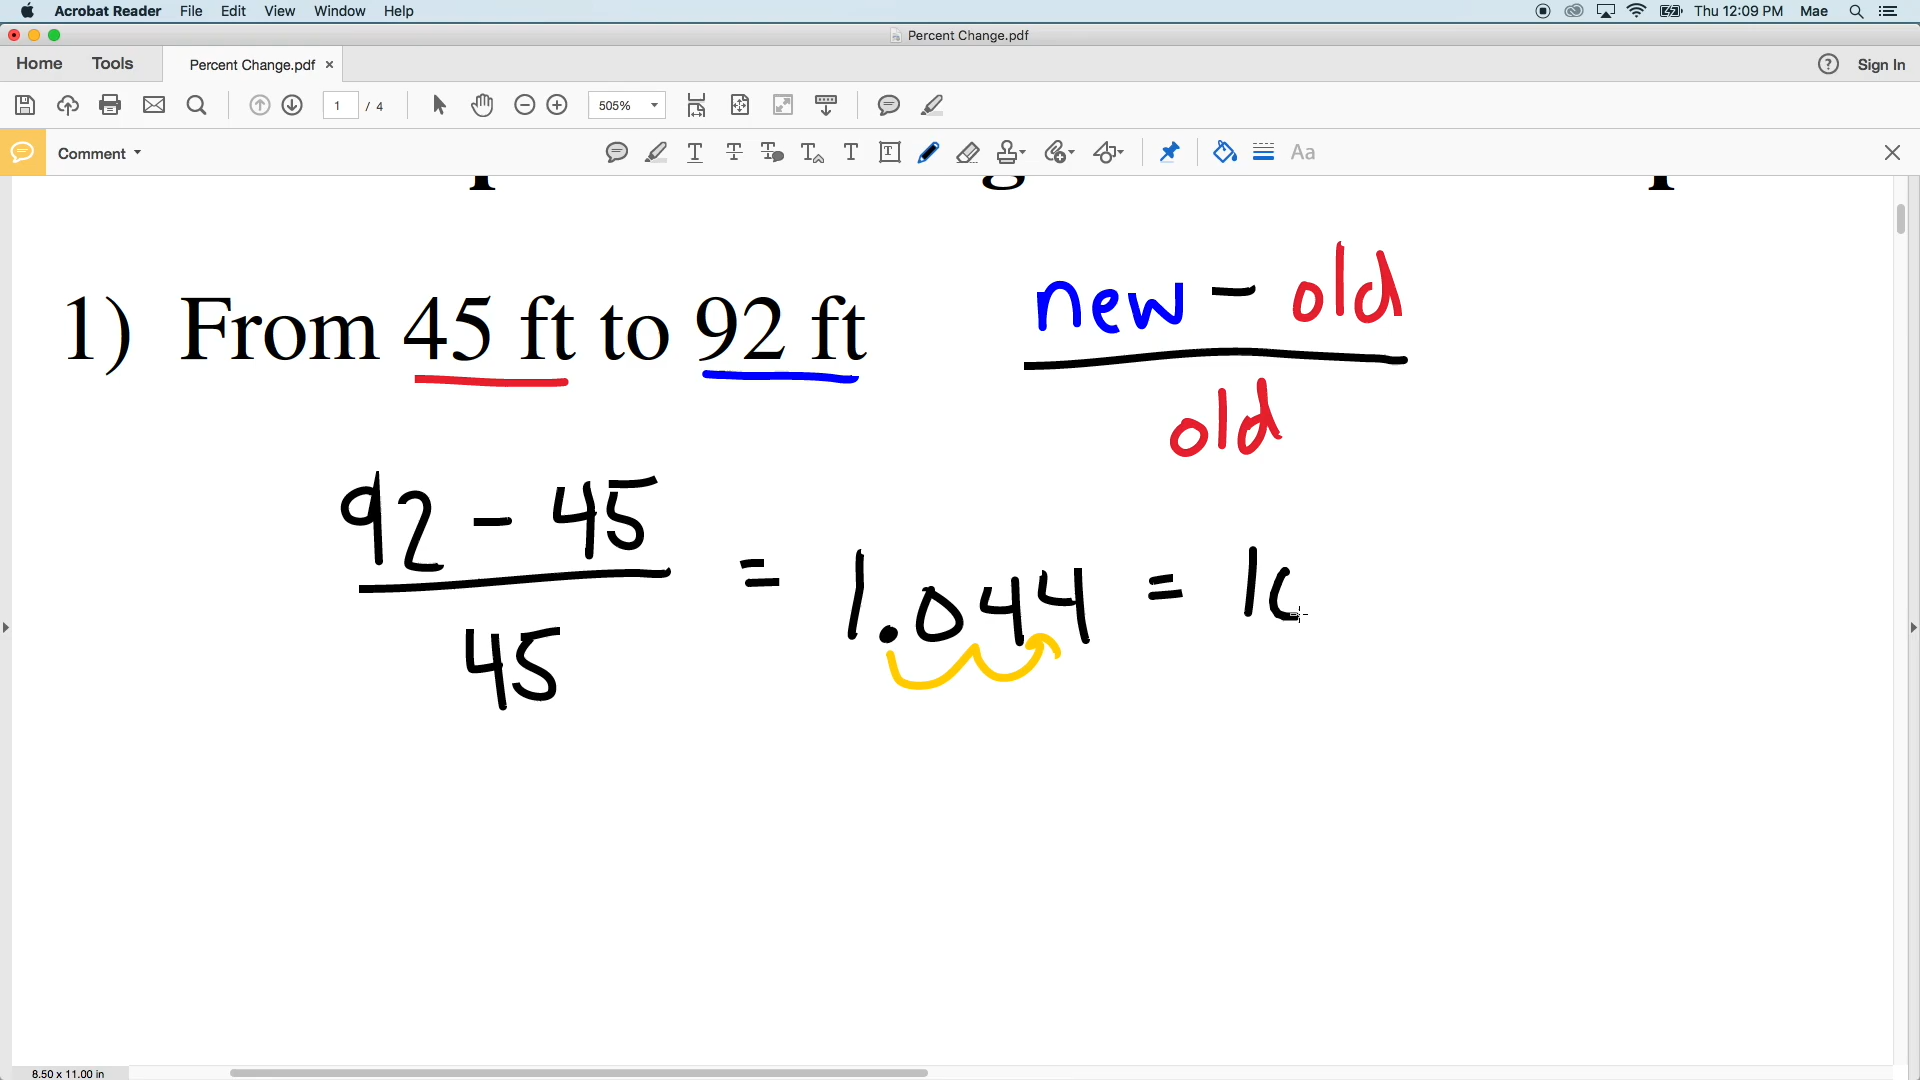 Acrobat Reader File Edit View Window Help Thu 12:09 PM Mae
Percent Change.pdf
Home Tools Percent Change.pdf × ? Sign In
1 / 4 505%
Comment T T T T T T Aa
1) From 45 ft to 92 ft
new - old
old
92 - 45
45
= 1.044 = 10
8.50 x 11.00 in